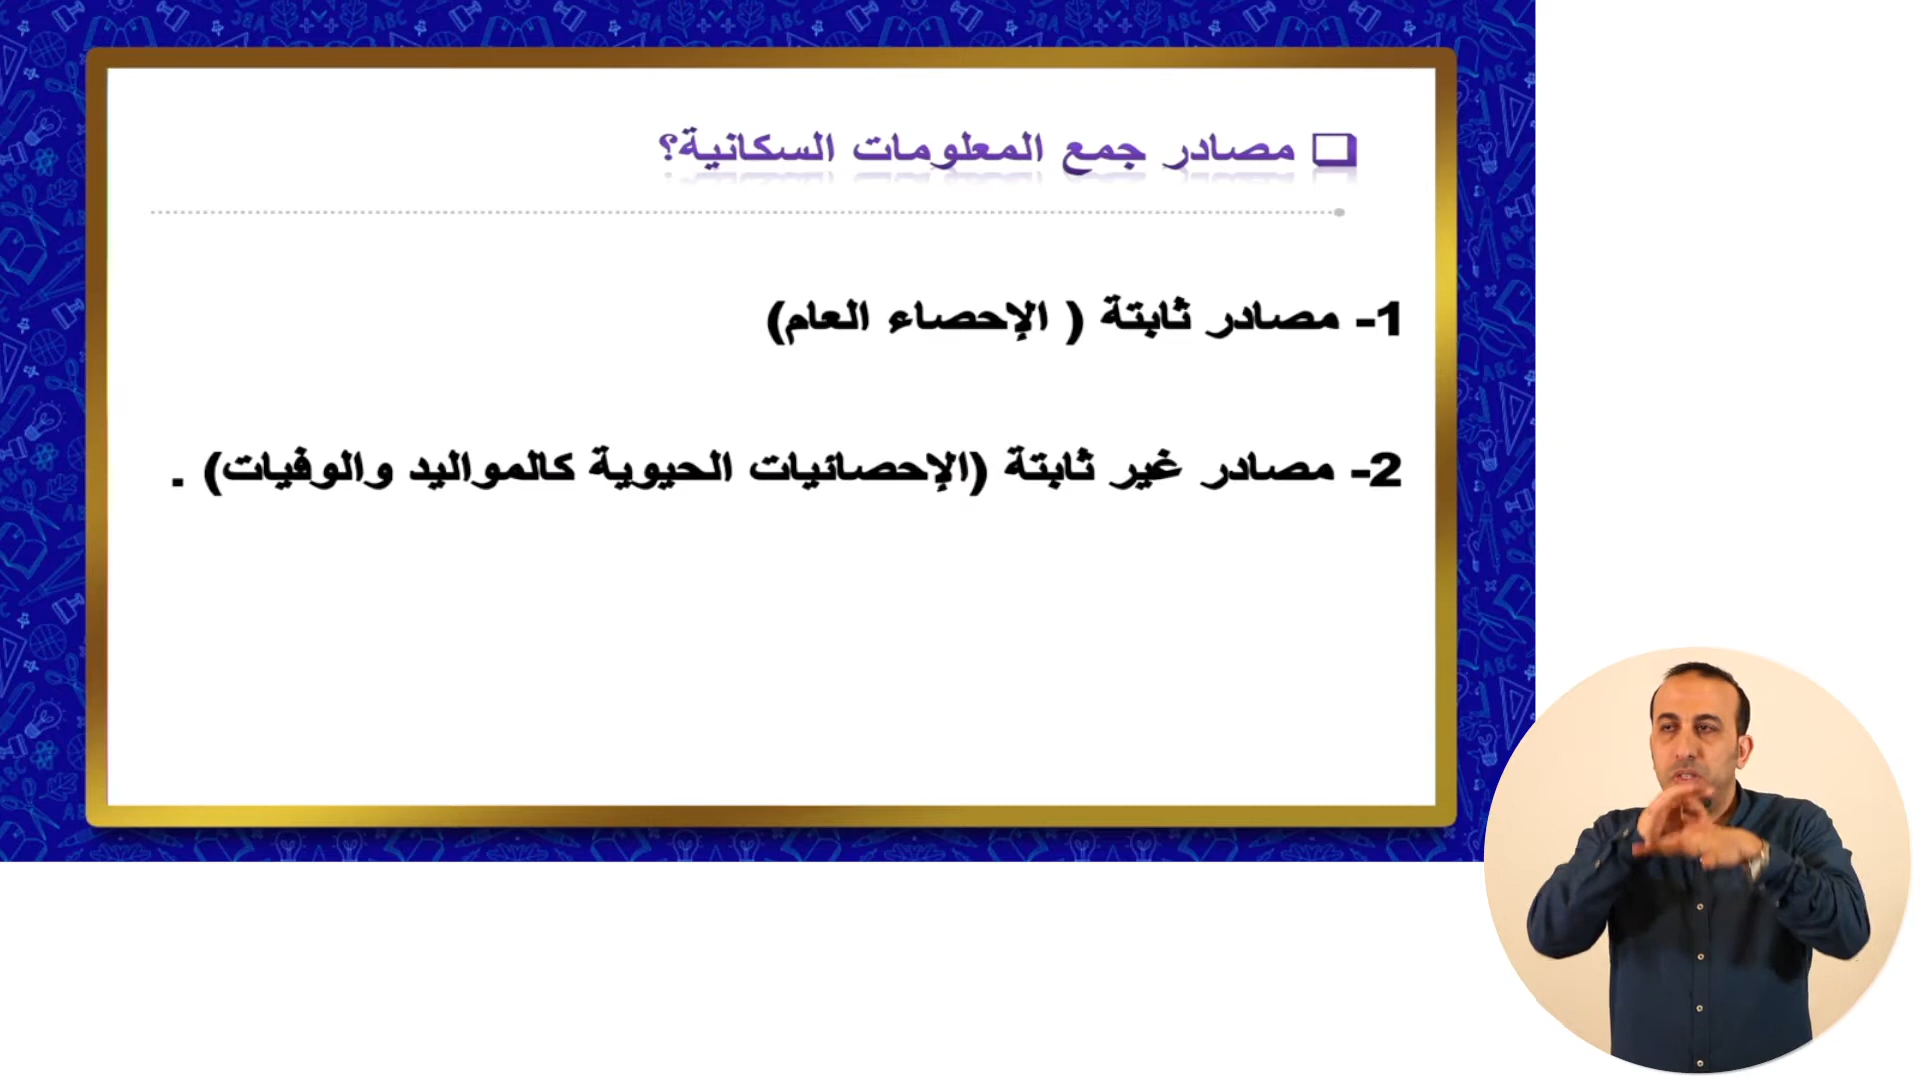 ❑ مصادر جمع المعلومات السكانية؟
1- مصادر ثابتة ( الإحصاء العام)
2- مصادر غير ثابتة (الإحصائيات الحيوية كالمواليد والوفيات) .